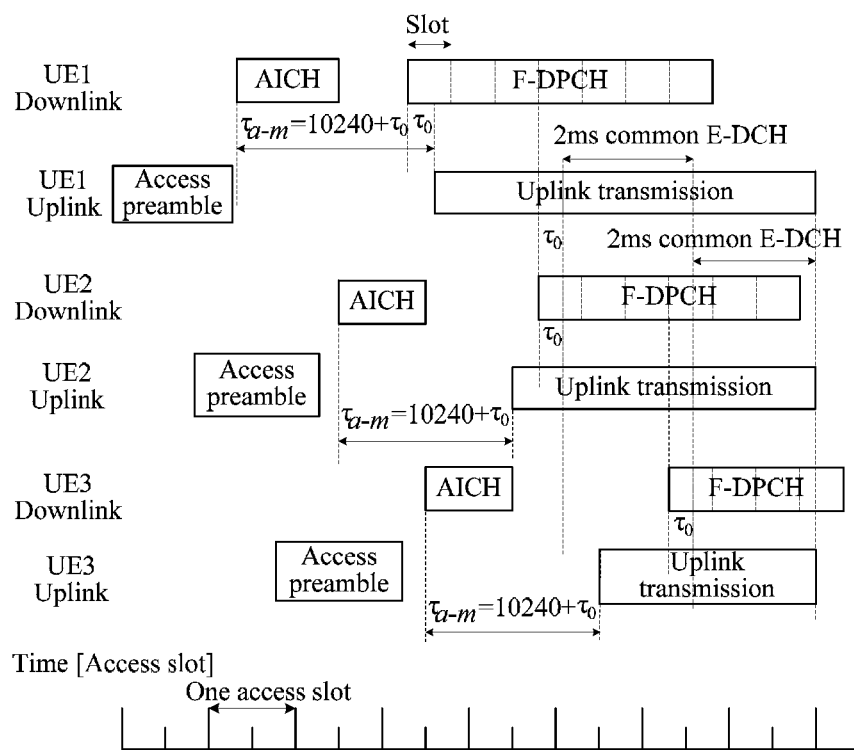 Slot
UE1
Downlink
AICH
F-DPCH
τa-m=10240+τ0
τ0
2ms common E-DCH
UE1
Uplink
Access
preamble
Uplink transmission
τ0
2ms common E-DCH
UE2
Downlink
AICH
F-DPCH
τ0
UE2
Uplink
Access
preamble
Uplink transmission
τa-m=10240+τ0
UE3
Downlink
AICH
F-DPCH
τ0
UE3
Uplink
Access
preamble
Uplink
transmission
τa-m=10240+τ0
Time [Access slot]
One access slot